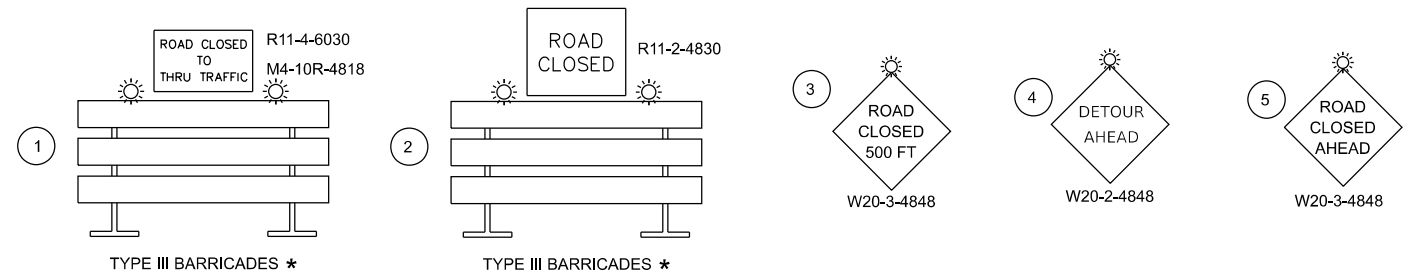 1
ROAD CLOSED
TO
THRU TRAFFIC
R11-4-6030
M4-10R-4818
TYPE III BARRICADES *
2
ROAD
CLOSED
R11-2-4830
TYPE III BARRICADES *
3
ROAD
CLOSED
500 FT
W20-3-4848
4
DETOUR
AHEAD
W20-2-4848
5
ROAD
CLOSED
AHEAD
W20-3-4848